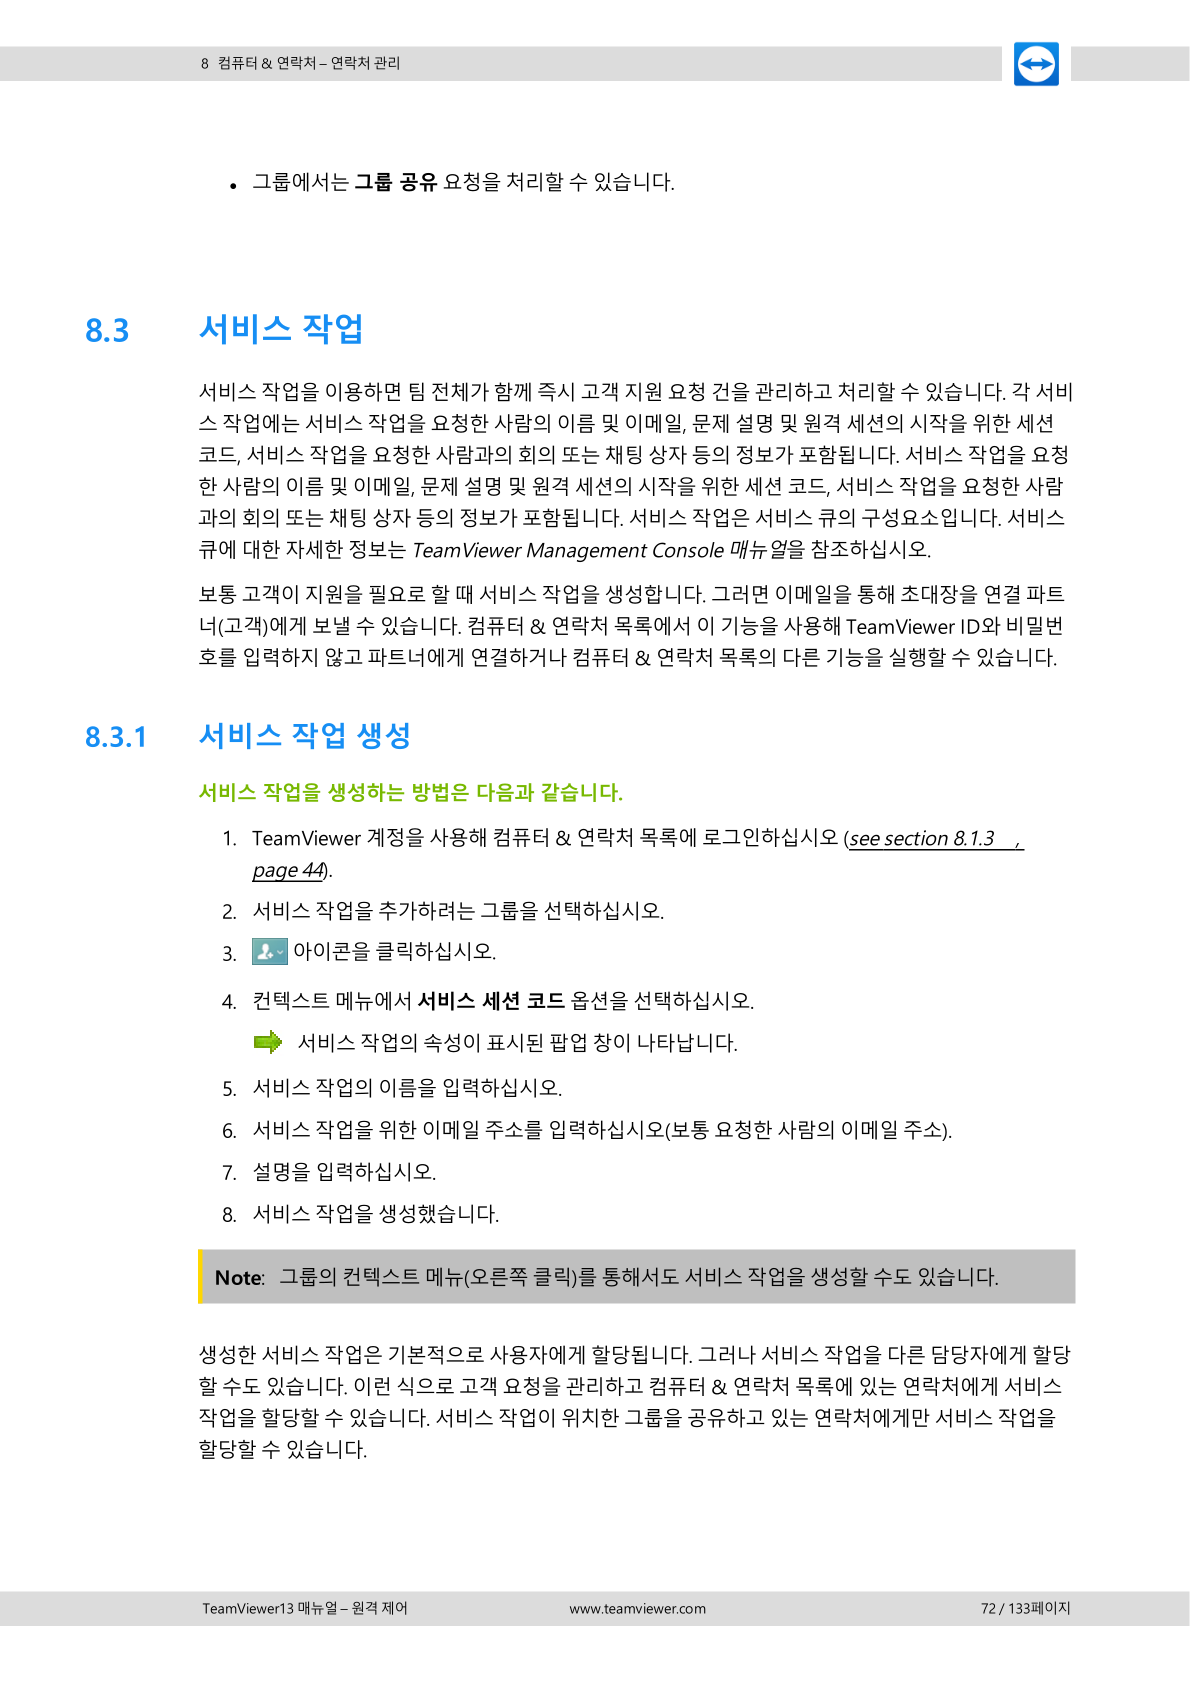 8 컴퓨터 & 연락처 – 연락처 관리
• 그룹에서는 그룹 공유 요청을 처리할 수 있습니다.
8.3 서비스 작업
서비스 작업을 이용하면 팀 전체가 함께 즉시 고객 지원 요청 건을 관리하고 처리할 수 있습니다. 각 서비
스 작업에는 서비스 작업을 요청한 사람의 이름 및 이메일, 문제 설명 및 원격 세션의 시작을 위한 세션
코드, 서비스 작업을 요청한 사람과의 회의 또는 채팅 상자 등의 정보가 포함됩니다. 서비스 작업을 요청
한 사람의 이름 및 이메일, 문제 설명 및 원격 세션의 시작을 위한 세션 코드, 서비스 작업을 요청한 사람
과의 회의 또는 채팅 상자 등의 정보가 포함됩니다. 서비스 작업은 서비스 큐의 구성요소입니다. 서비스
큐에 대한 자세한 정보는 TeamViewer Management Console 매뉴얼을 참조하십시오.
보통 고객이 지원을 필요로 할 때 서비스 작업을 생성합니다. 그러면 이메일을 통해 초대장을 연결 파트
너(고객)에게 보낼 수 있습니다. 컴퓨터 & 연락처 목록에서 이 기능을 사용해 TeamViewer ID와 비밀번
호를 입력하지 않고 파트너에게 연결하거나 컴퓨터 & 연락처 목록의 다른 기능을 실행할 수 있습니다.
8.3.1 서비스 작업 생성
서비스 작업을 생성하는 방법은 다음과 같습니다.
1. TeamViewer 계정을 사용해 컴퓨터 & 연락처 목록에 로그인하십시오 (see section 8.1.3 ,
page 44).
2. 서비스 작업을 추가하려는 그룹을 선택하십시오.
3. 아이콘을 클릭하십시오.
4. 컨텍스트 메뉴에서 서비스 세션 코드 옵션을 선택하십시오.
서비스 작업의 속성이 표시된 팝업 창이 나타납니다.
5. 서비스 작업의 이름을 입력하십시오.
6. 서비스 작업을 위한 이메일 주소를 입력하십시오(보통 요청한 사람의 이메일 주소).
7. 설명을 입력하십시오.
8. 서비스 작업을 생성했습니다.
Note: 그룹의 컨텍스트 메뉴(오른쪽 클릭)를 통해서도 서비스 작업을 생성할 수도 있습니다.
생성한 서비스 작업은 기본적으로 사용자에게 할당됩니다. 그러나 서비스 작업을 다른 담당자에게 할당
할 수도 있습니다. 이런 식으로 고객 요청을 관리하고 컴퓨터 & 연락처 목록에 있는 연락처에게 서비스
작업을 할당할 수 있습니다. 서비스 작업이 위치한 그룹을 공유하고 있는 연락처에게만 서비스 작업을
할당할 수 있습니다.
TeamViewer13 매뉴얼 – 원격 제어 www.teamviewer.com 72 / 133페이지